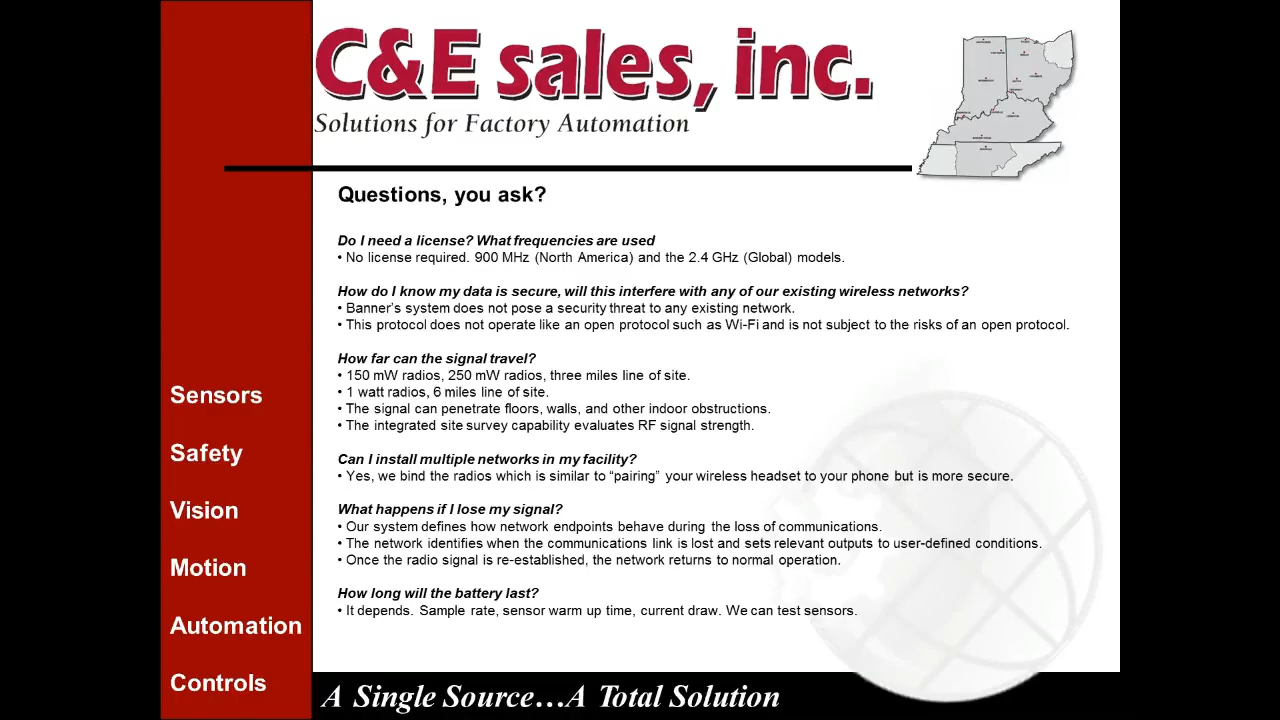 C&E sales, inc.
Solutions for Factory Automation
Questions, you ask?
Do I need a license? What frequencies are used
• No license required. 900 MHz (North America) and the 2.4 GHz (Global) models.
How do I know my data is secure, will this interfere with any of our existing wireless networks?
• Banner's system does not pose a security threat to any existing network.
• This protocol does not operate like an open protocol such as Wi-Fi and is not subject to the risks of an open protocol.
How far can the signal travel?
• 150 mW radios, 250 mW radios, three miles line of site.
• 1 watt radios, 6 miles line of site.
• The signal can penetrate floors, walls, and other indoor obstructions.
• The integrated site survey capability evaluates RF signal strength.
Can I install multiple networks in my facility?
• Yes, we bind the radios which is similar to “pairing” your wireless headset to your phone but is more secure.
What happens if I lose my signal?
• Our system defines how network endpoints behave during the loss of communications.
• The network identifies when the communications link is lost and sets relevant outputs to user-defined conditions.
• Once the radio signal is re-established, the network returns to normal operation.
How long will the battery last?
• It depends. Sample rate, sensor warm up time, current draw. We can test sensors.
Sensors
Safety
Vision
Motion
Automation
Controls
A Single Source…A Total Solution